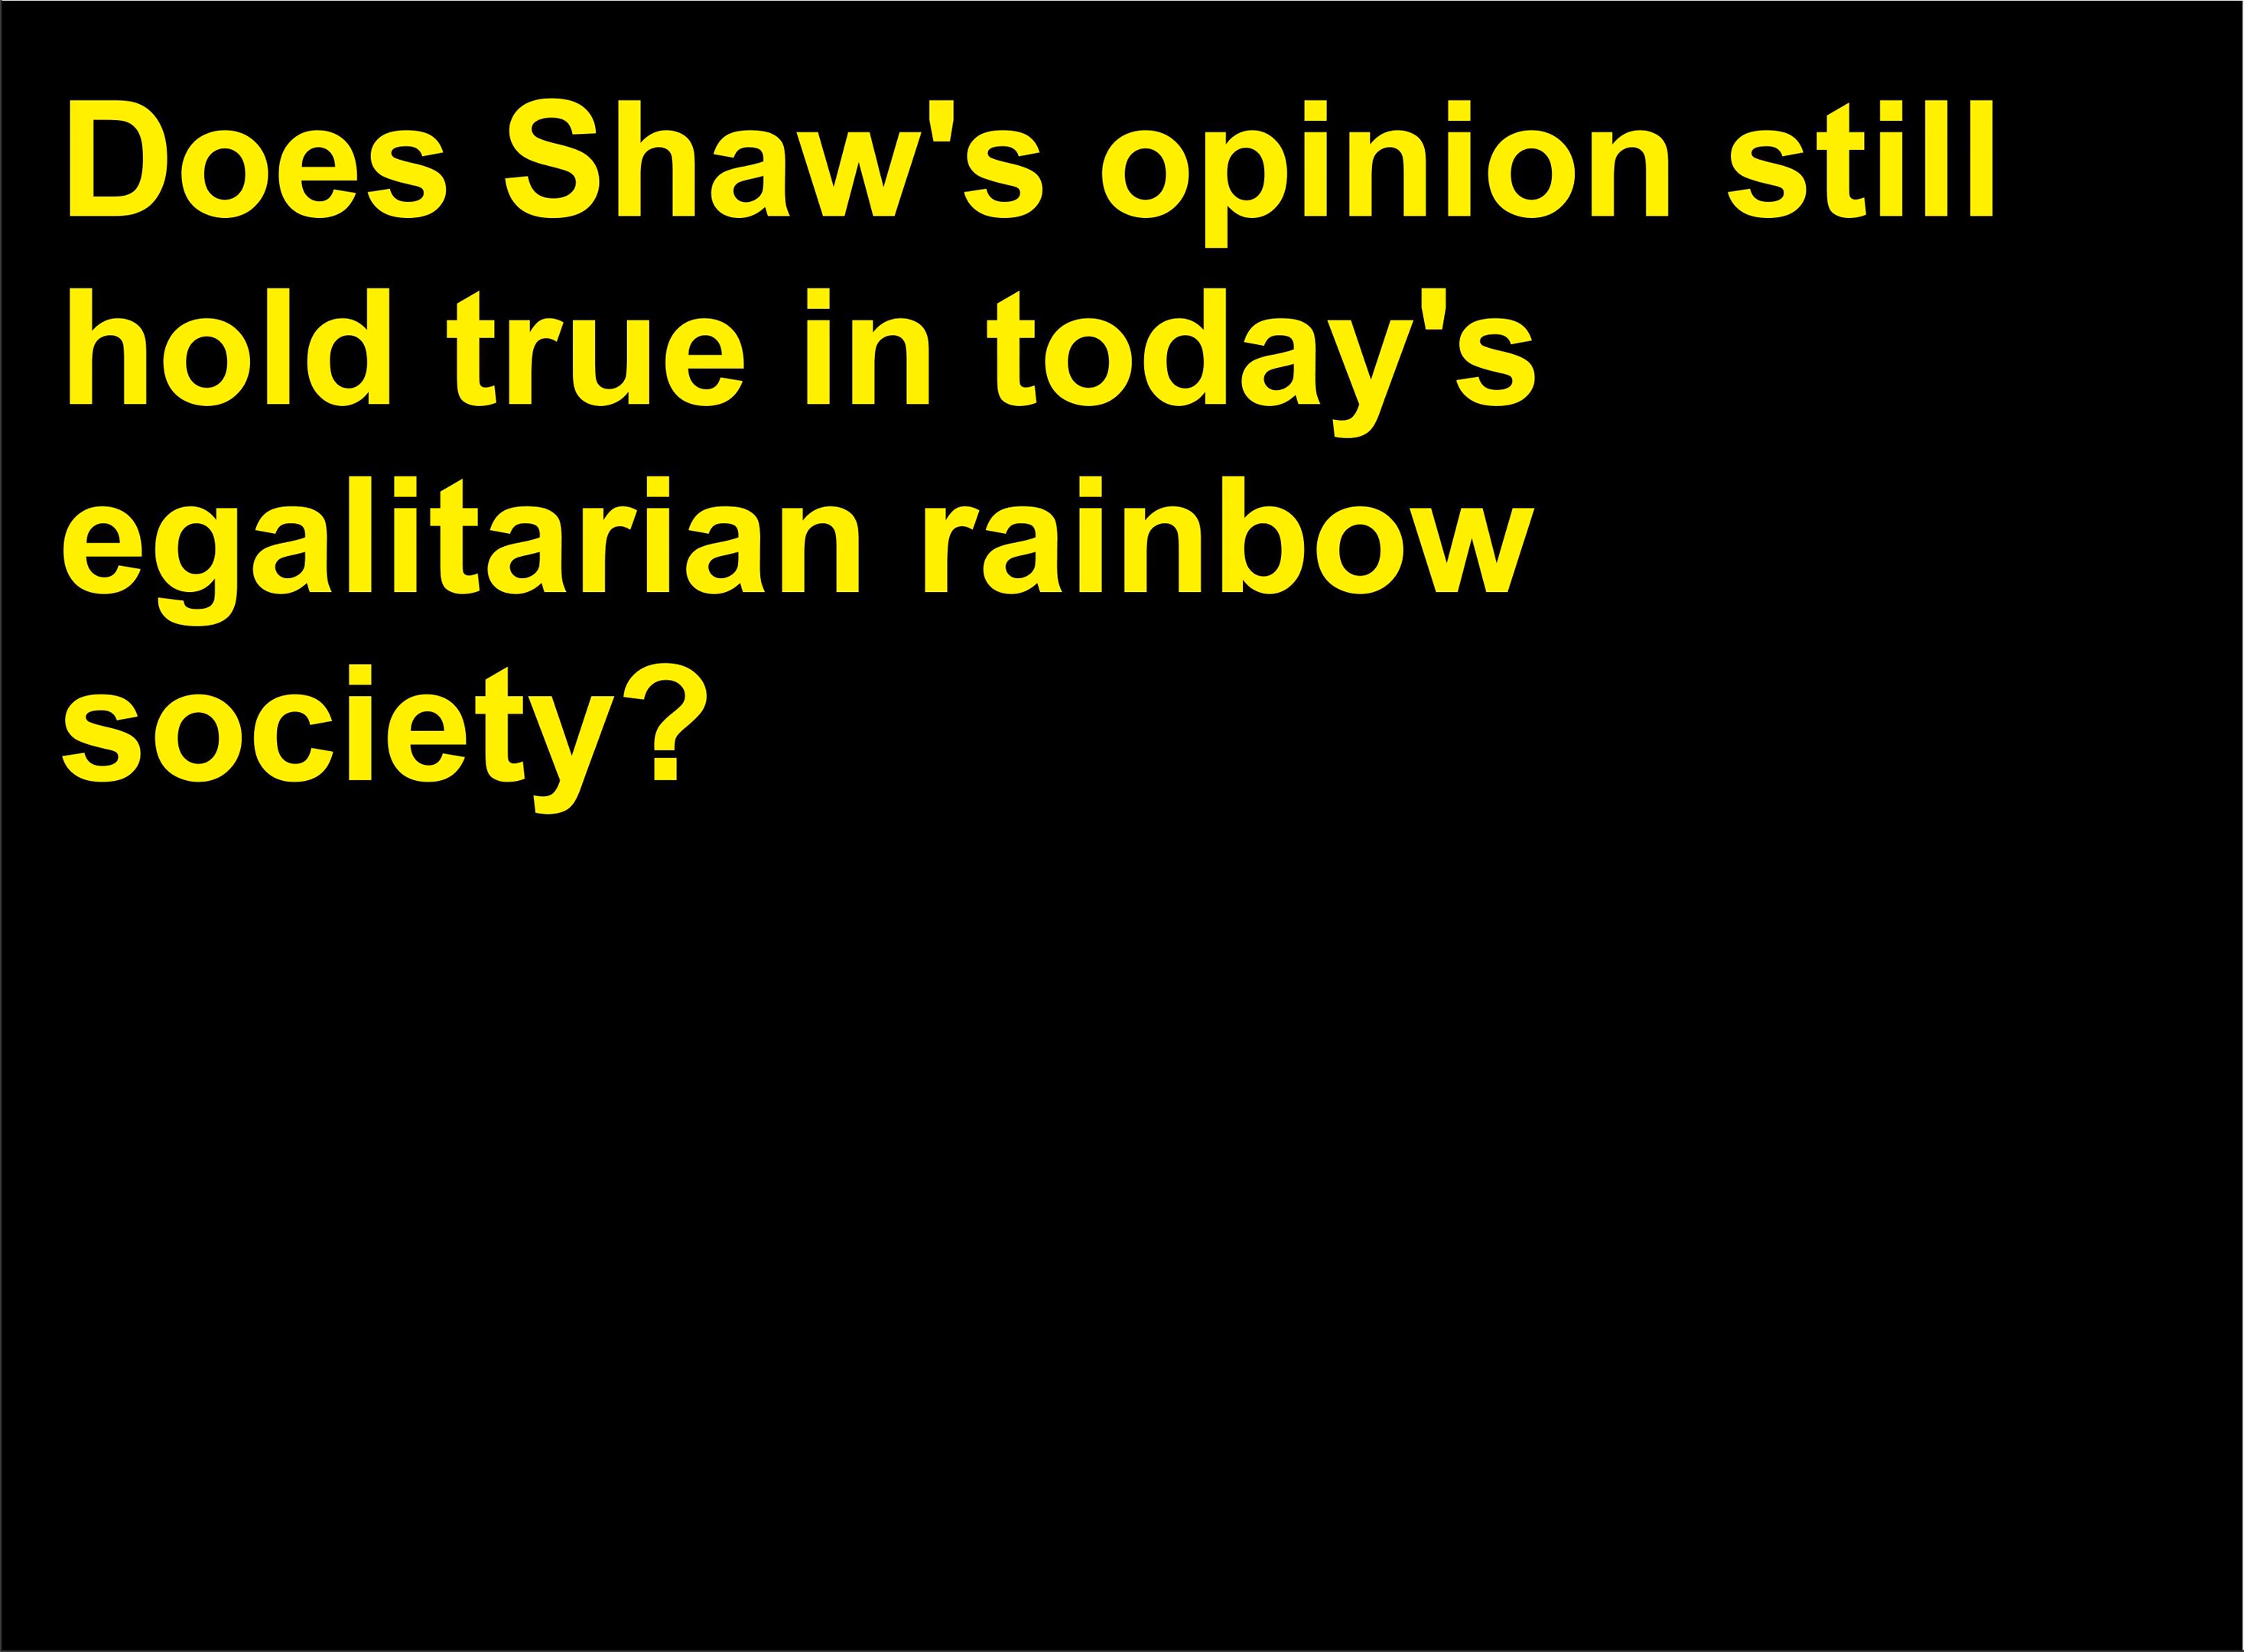 Does Shaw's opinion still
hold true in today's
egalitarian rainbow
society?